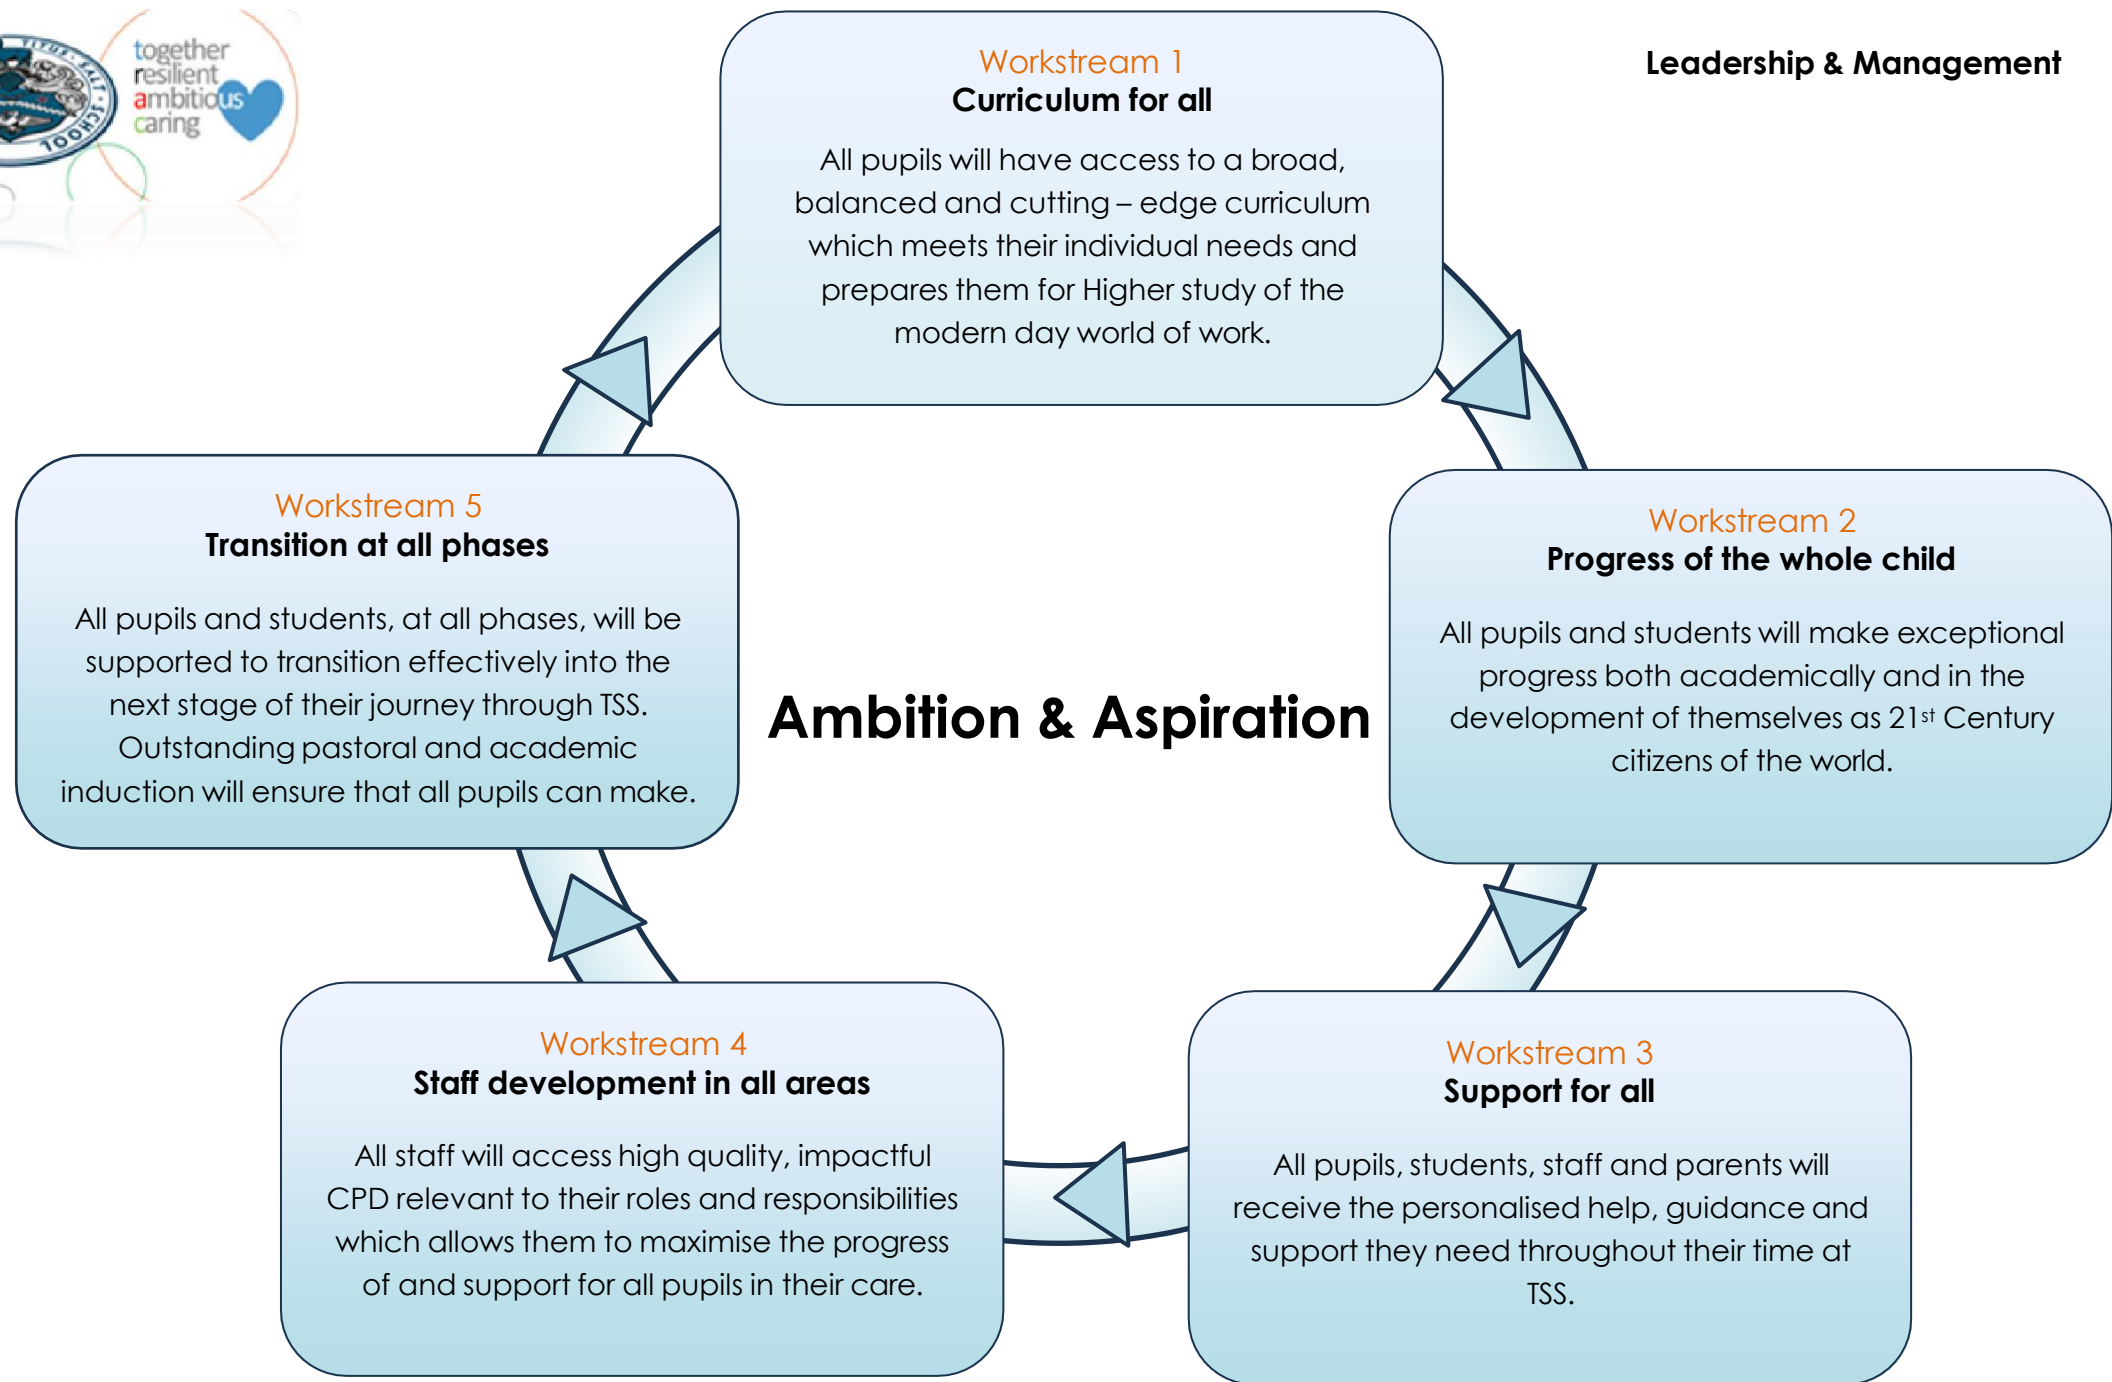 TITUS · SALT · SCHOOL
together
resilient
ambitious
caring
Leadership & Management
Workstream 1
Curriculum for all
All pupils will have access to a broad,
balanced and cutting – edge curriculum
which meets their individual needs and
prepares them for Higher study of the
modern day world of work.
Workstream 2
Progress of the whole child
All pupils and students will make exceptional
progress both academically and in the
development of themselves as 21st Century
citizens of the world.
Workstream 3
Support for all
All pupils, students, staff and parents will
receive the personalised help, guidance and
support they need throughout their time at
TSS.
Workstream 4
Staff development in all areas
All staff will access high quality, impactful
CPD relevant to their roles and responsibilities
which allows them to maximise the progress
of and support for all pupils in their care.
Workstream 5
Transition at all phases
All pupils and students, at all phases, will be
supported to transition effectively into the
next stage of their journey through TSS.
Outstanding pastoral and academic
induction will ensure that all pupils can make.
Ambition & Aspiration